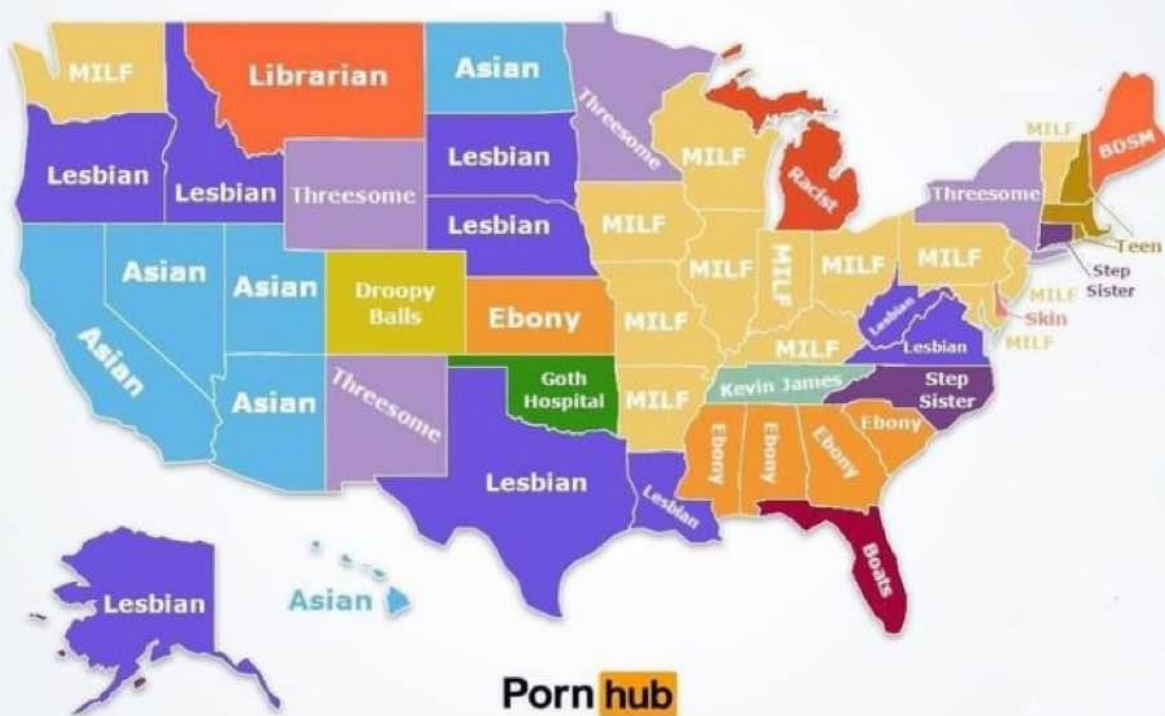 MILF
Librarian
Asian
Threesome
Lesbian
Lesbian
Threesome
Lesbian
MILF
Racist
Threesome
MILF
BDSM
Teen
Step
Sister
Asian
Asian
Asian
Droopy
Balls
Lesbian
Ebony
MILF
MILF
MILF
MILF
MILF
MILF
MILF
Skin
MILF
Lesbian
Lesbian
MILF
Kevin James
Step
Sister
Asian
Threesome
Goth
Hospital
MILF
Ebony
Ebony
Ebony
Ebony
Lesbian
Lesbian
Boats
Lesbian
Asian
Porn hub